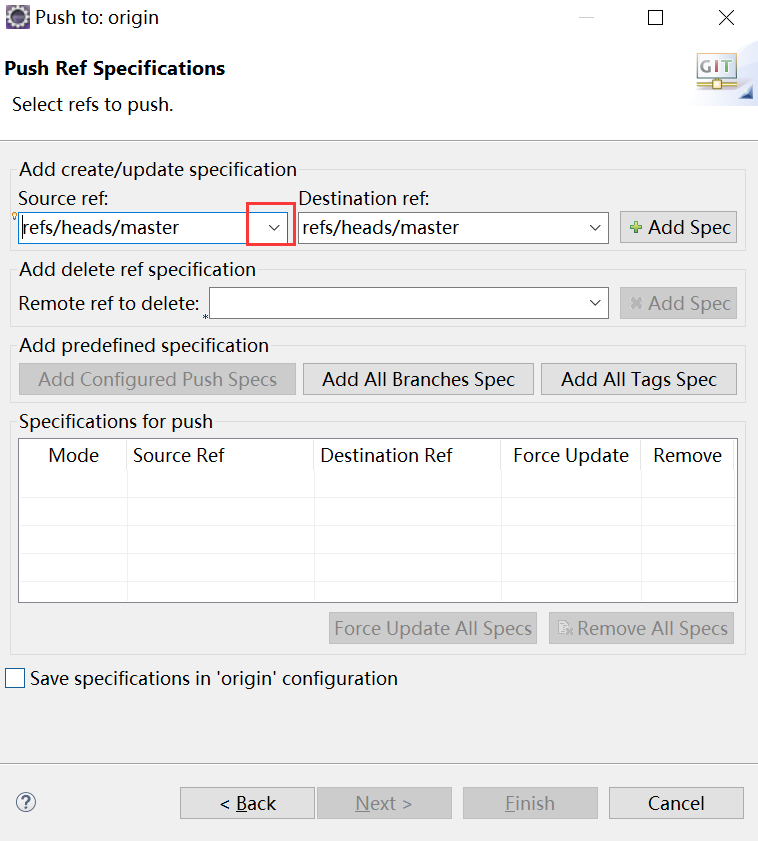 Push to: origin
Push Ref Specifications
Select refs to push.
GIT
Add create/update specification
Source ref: Destination ref:
refs/heads/master refs/heads/master Add Spec
Add delete ref specification
Remote ref to delete: Add Spec
Add predefined specification
Add Configured Push Specs Add All Branches Spec Add All Tags Spec
Specifications for push
Mode Source Ref Destination Ref Force Update Remove
Force Update All Specs Remove All Specs
Save specifications in 'origin' configuration
? < Back Next > Finish Cancel